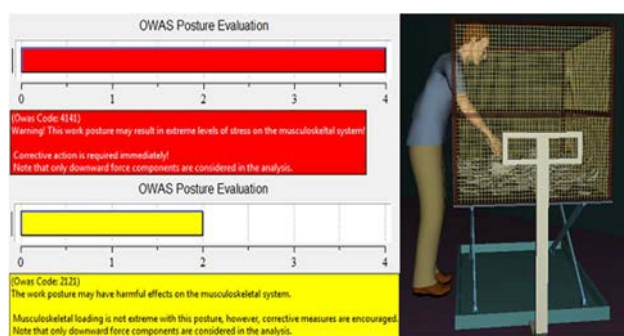 OWAS Posture Evaluation
0 1 2 3 4
(Owas Code: 4141)
Warning! This work posture may result in extreme levels of stress on the musculoskeltal system!
Corrective action is required immediately!
Note that only downward force components are considered in the analysis.
OWAS Posture Evaluation
0 1 2 3 4
(Owas Code: 2121)
The work posture may have harmful effects on the musculoskeletal system.
Musculoskeletal loading is not extreme with this posture, however, corrective measures are encouraged.
Note that only downward force components are considered in the analysis.